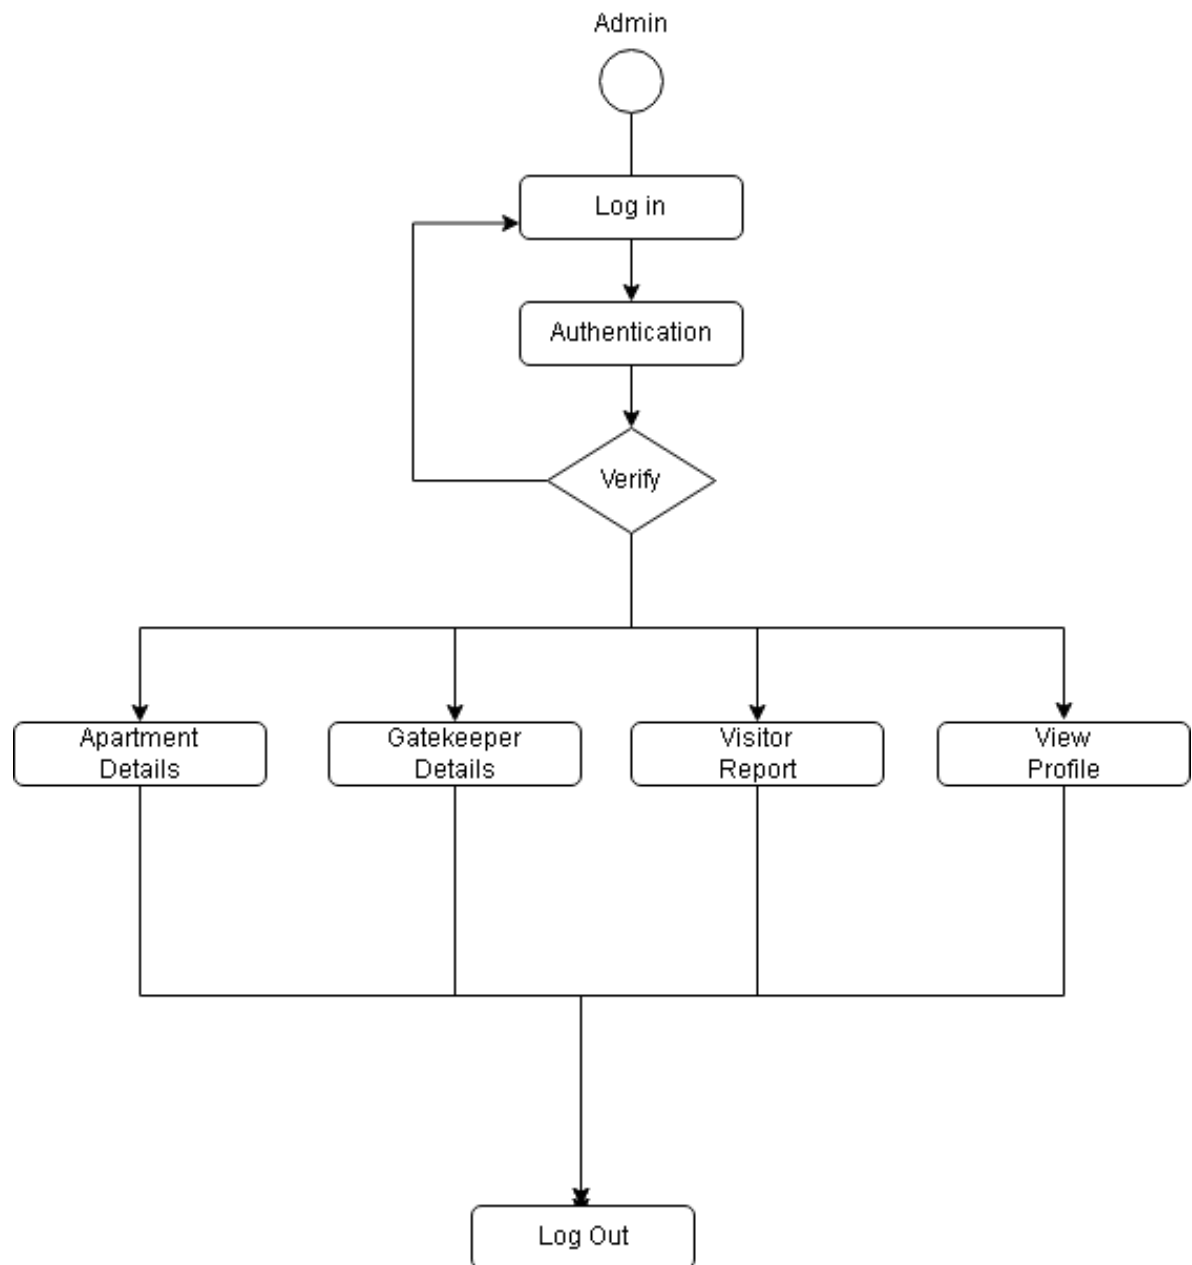 Admin
Log in
Authentication
Verify
Apartment
Details
Gatekeeper
Details
Visitor
Report
View
Profile
Log Out